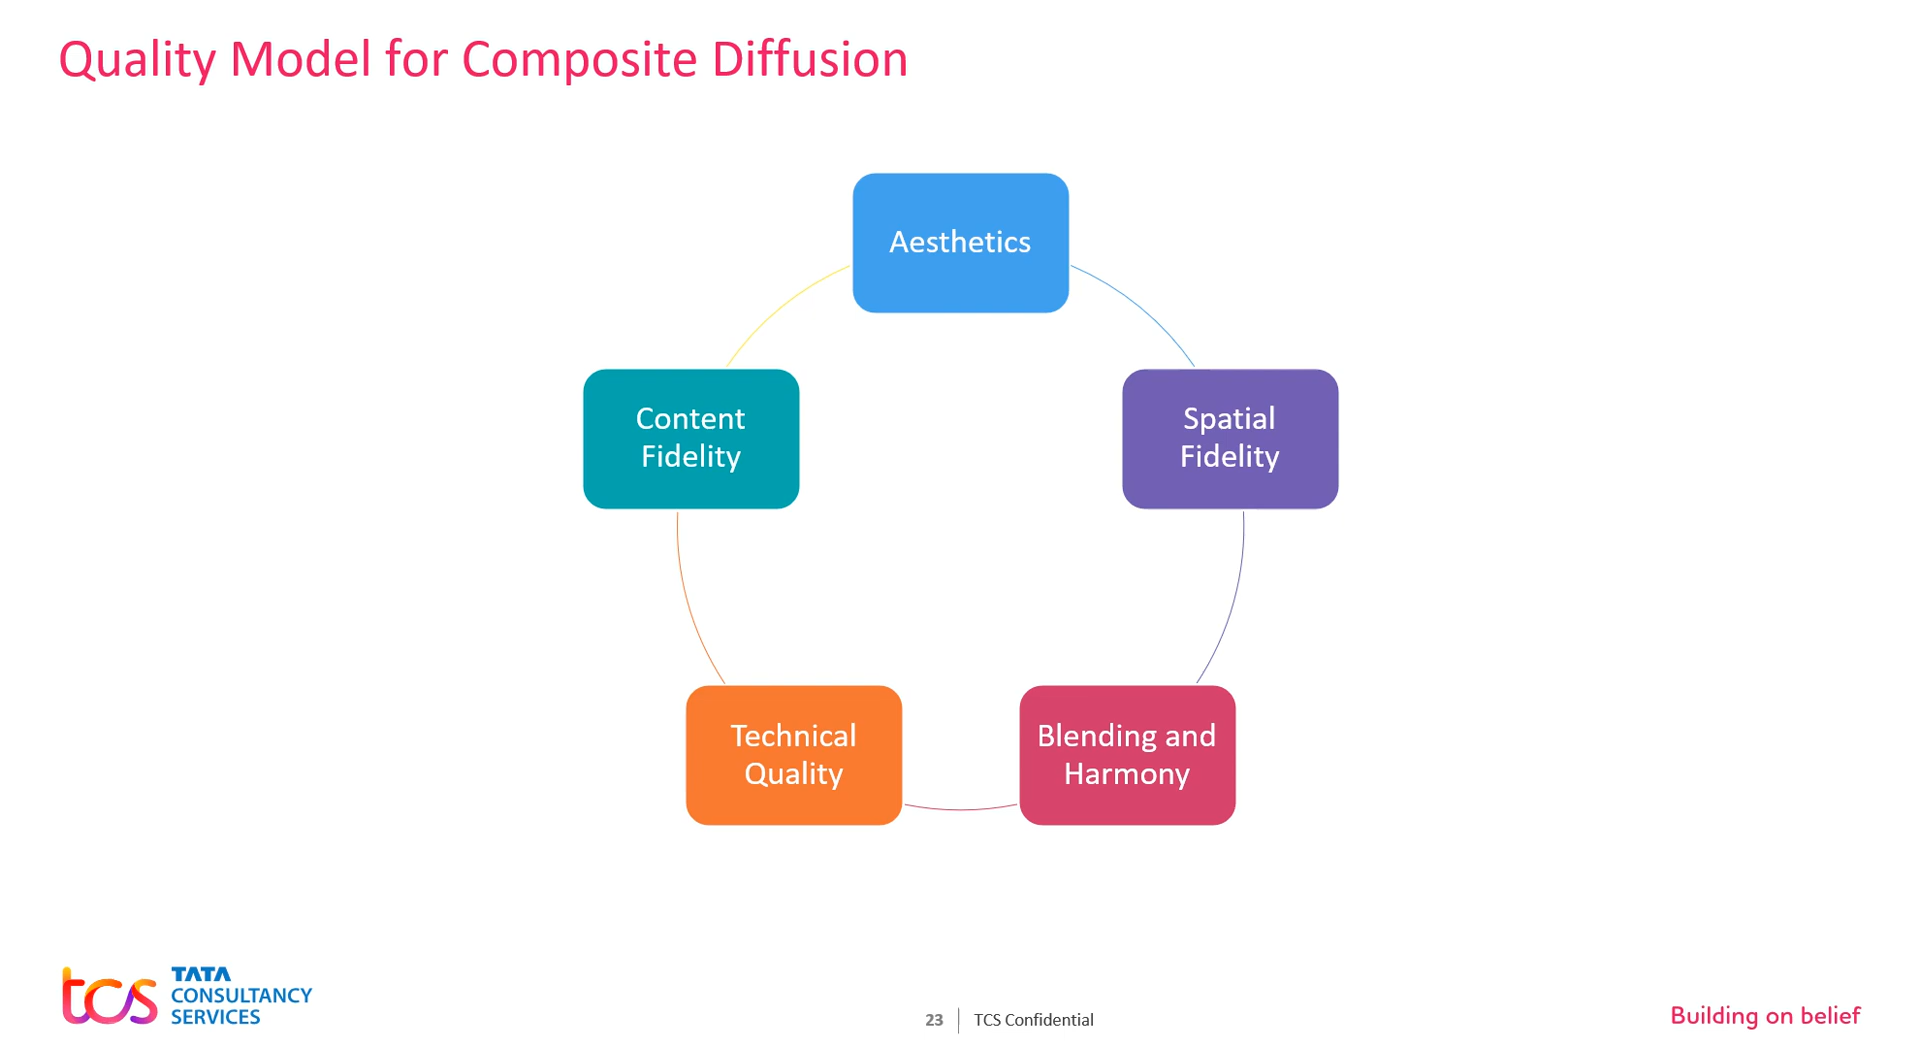 Quality Model for Composite Diffusion
Aesthetics
Content
Fidelity
Spatial
Fidelity
Technical
Quality
Blending and
Harmony
tcs
TATA
CONSULTANCY
SERVICES
23
TCS Confidential
Building on belief